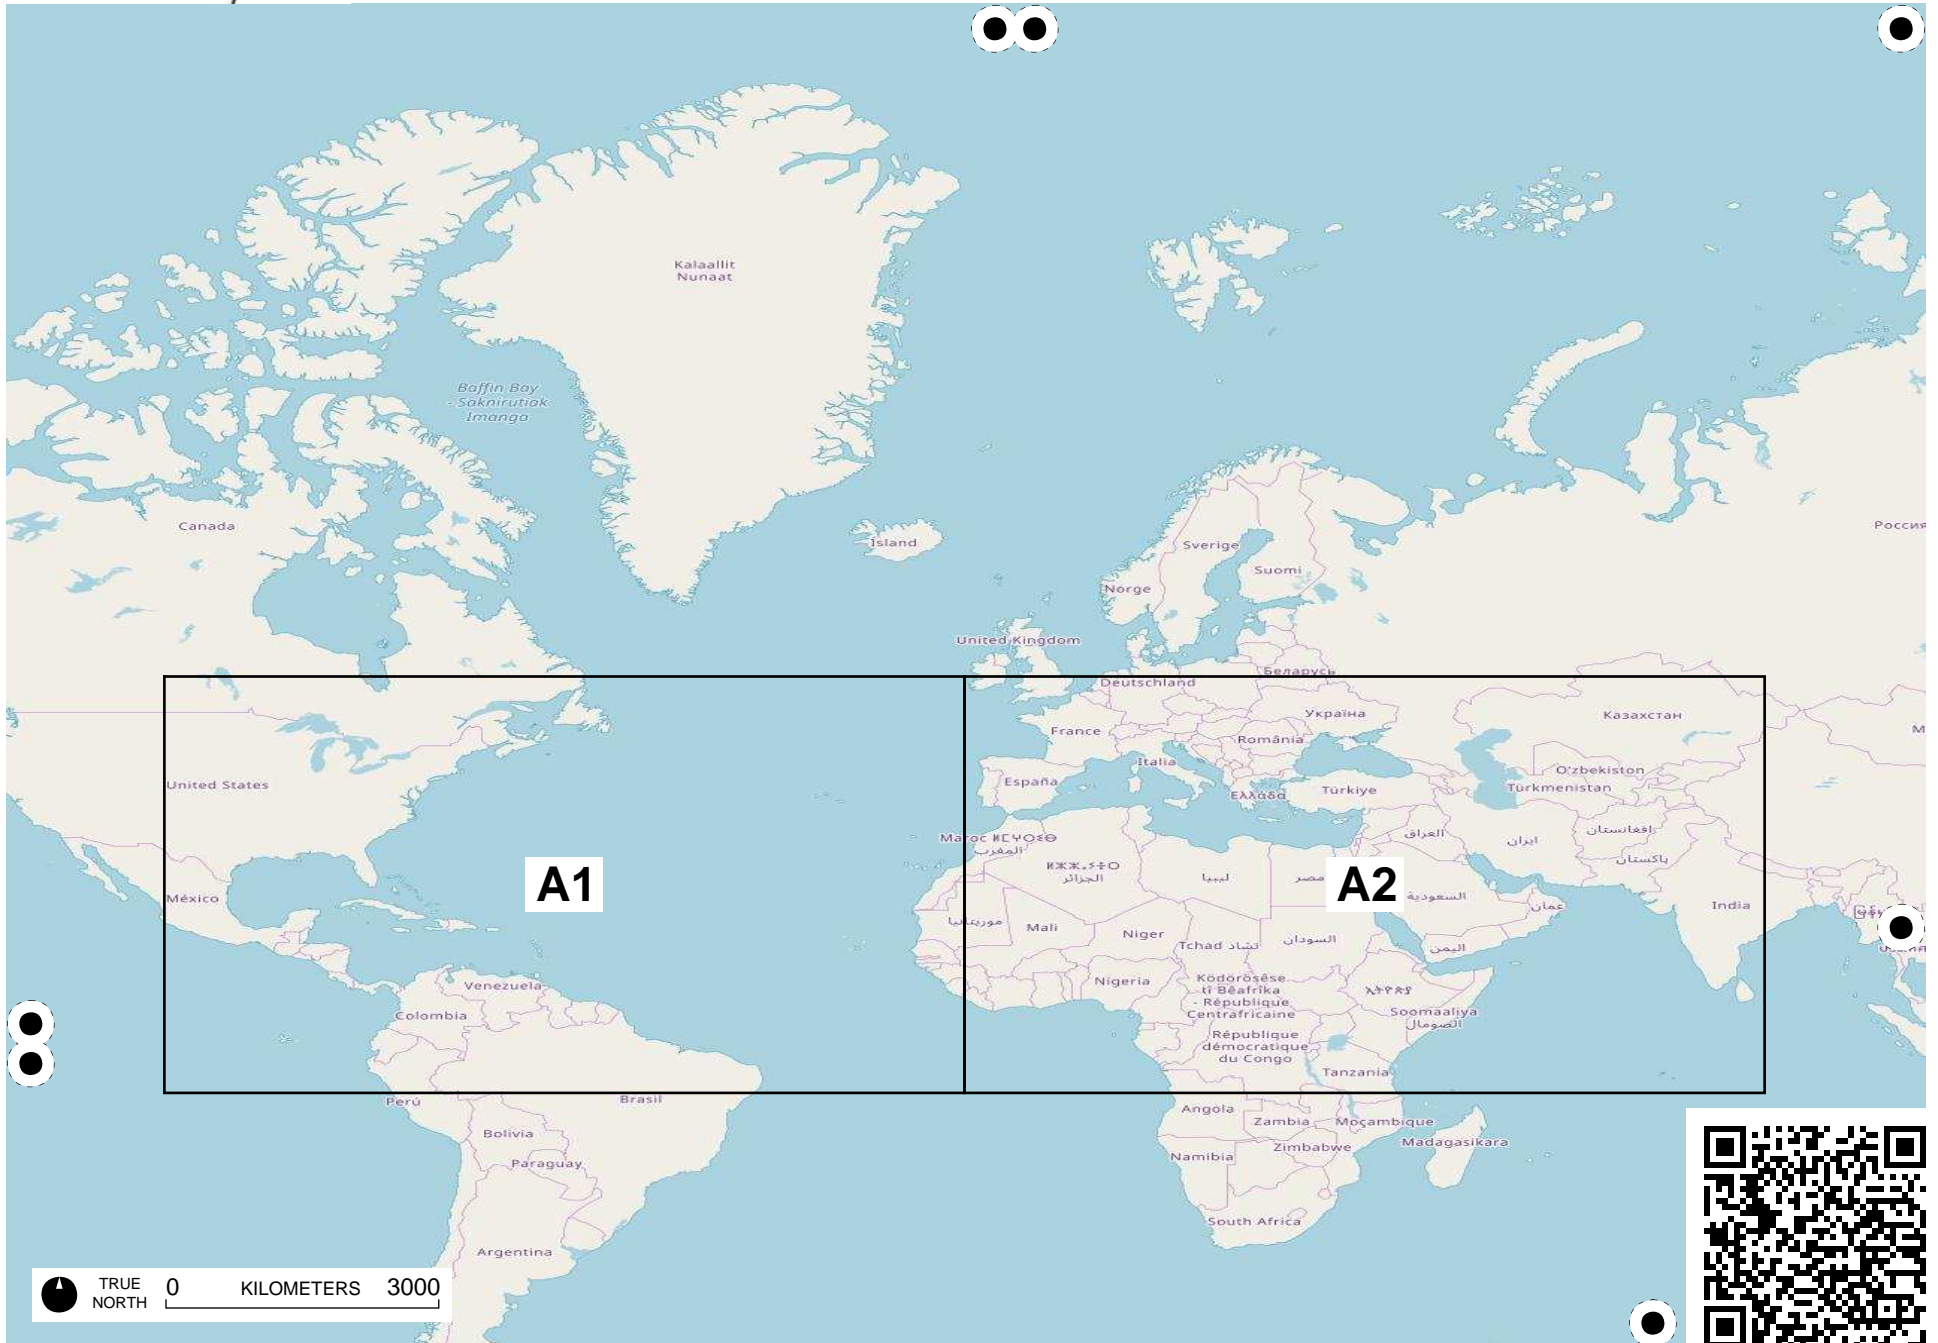 Kalaallit
Nunaat
Baffin Bay
- Saknirutiak
Imanga
Canada
Россия
Ísland
Sverige
Suomi
Norge
United Kingdom
Беларусь
Deutschland
Україна
Казахстан
France
România
Italia
O'zbekiston
España
Türkmenistan
United States
Ελλάδα
Türkiye
Maroc ⵍⵎⵖⵔⵉⴱ
المغرب
العراق
ایران
افغانستان
پاکستان
الجزائر
ليبيا
مصر
A1
A2
السعودية
México
India
عمان
موريتانيا
Mali
Niger
Tchad تشاد
السودان
اليمن
Venezuela
Nigeria
Ködörösêse
tî Bêafrîka
- République
Centrafricaine
ኢትዮጵያ
Colombia
Soomaaliya
الصومال
République
démocratique
du Congo
Tanzania
Perú
Brasil
Angola
Zambia
Moçambique
Bolivia
Madagasikara
Zimbabwe
Namibia
Paraguay
South Africa
Argentina
TRUE
NORTH
0 KILOMETERS 3000